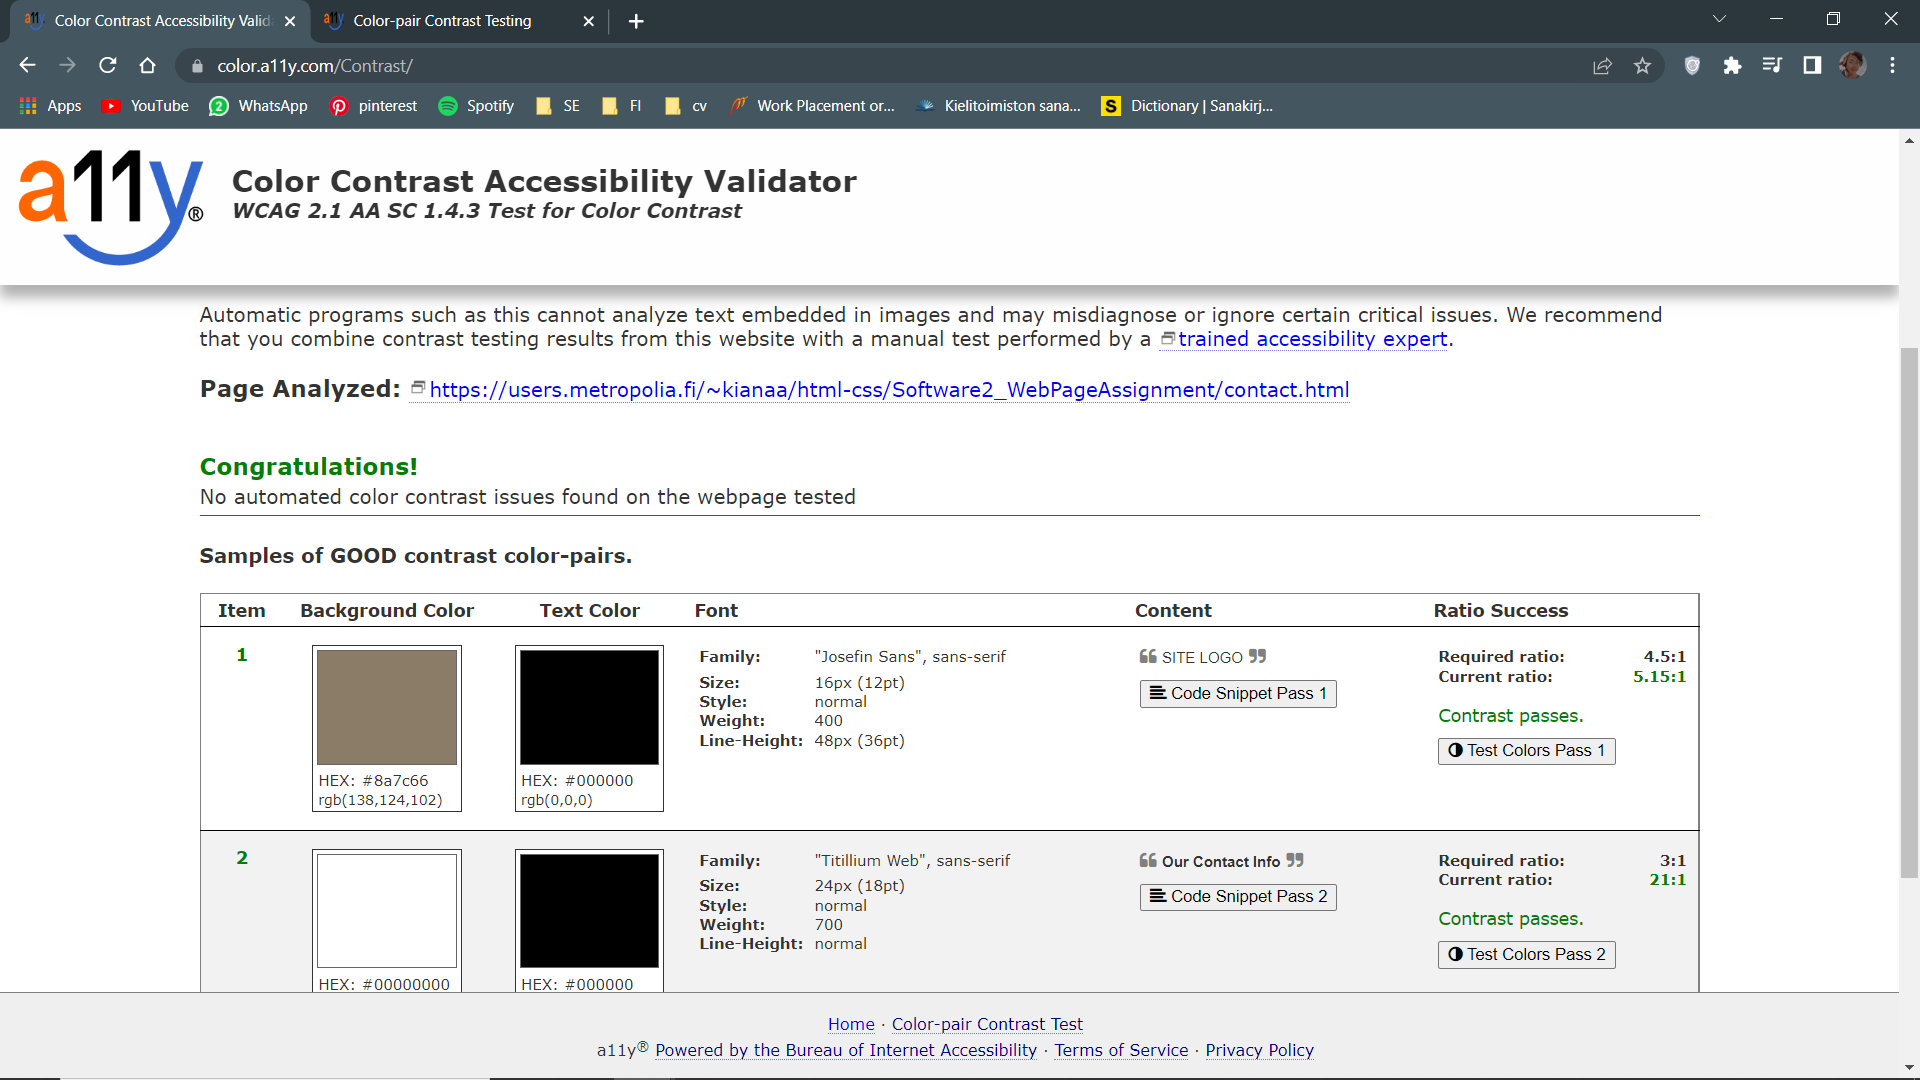 Color Contrast Accessibility Valid
Color-pair Contrast Testing
color.a11y.com/Contrast/
Apps
YouTube
2
WhatsApp
pinterest
Spotify
SE
FI
cv
Work Placement or...
Kielitoimiston sana...
S
Dictionary | Sanakirj...
a11y®
Color Contrast Accessibility Validator
WCAG 2.1 AA SC 1.4.3 Test for Color Contrast
Automatic programs such as this cannot analyze text embedded in images and may misdiagnose or ignore certain critical issues. We recommend
that you combine contrast testing results from this website with a manual test performed by a trained accessibility expert.
Page Analyzed: https://users.metropolia.fi/~kianaa/html-css/Software2_WebPageAssignment/contact.html
Congratulations!
No automated color contrast issues found on the webpage tested
Samples of GOOD contrast color-pairs.
Item Background Color Text Color Font Content Ratio Success
1
HEX: #8a7c66
rgb(138,124,102)
HEX: #000000
rgb(0,0,0)
Family: "Josefin Sans", sans-serif
Size: 16px (12pt)
Style: normal
Weight: 400
Line-Height: 48px (36pt)
❝ SITE LOGO ❞
Code Snippet Pass 1
Required ratio: 4.5:1
Current ratio: 5.15:1
Contrast passes.
Test Colors Pass 1
2
HEX: #00000000
HEX: #000000
Family: "Titillium Web", sans-serif
Size: 24px (18pt)
Style: normal
Weight: 700
Line-Height: normal
❝ Our Contact Info ❞
Code Snippet Pass 2
Required ratio: 3:1
Current ratio: 21:1
Contrast passes.
Test Colors Pass 2
Home · Color-pair Contrast Test
a11y® Powered by the Bureau of Internet Accessibility · Terms of Service · Privacy Policy